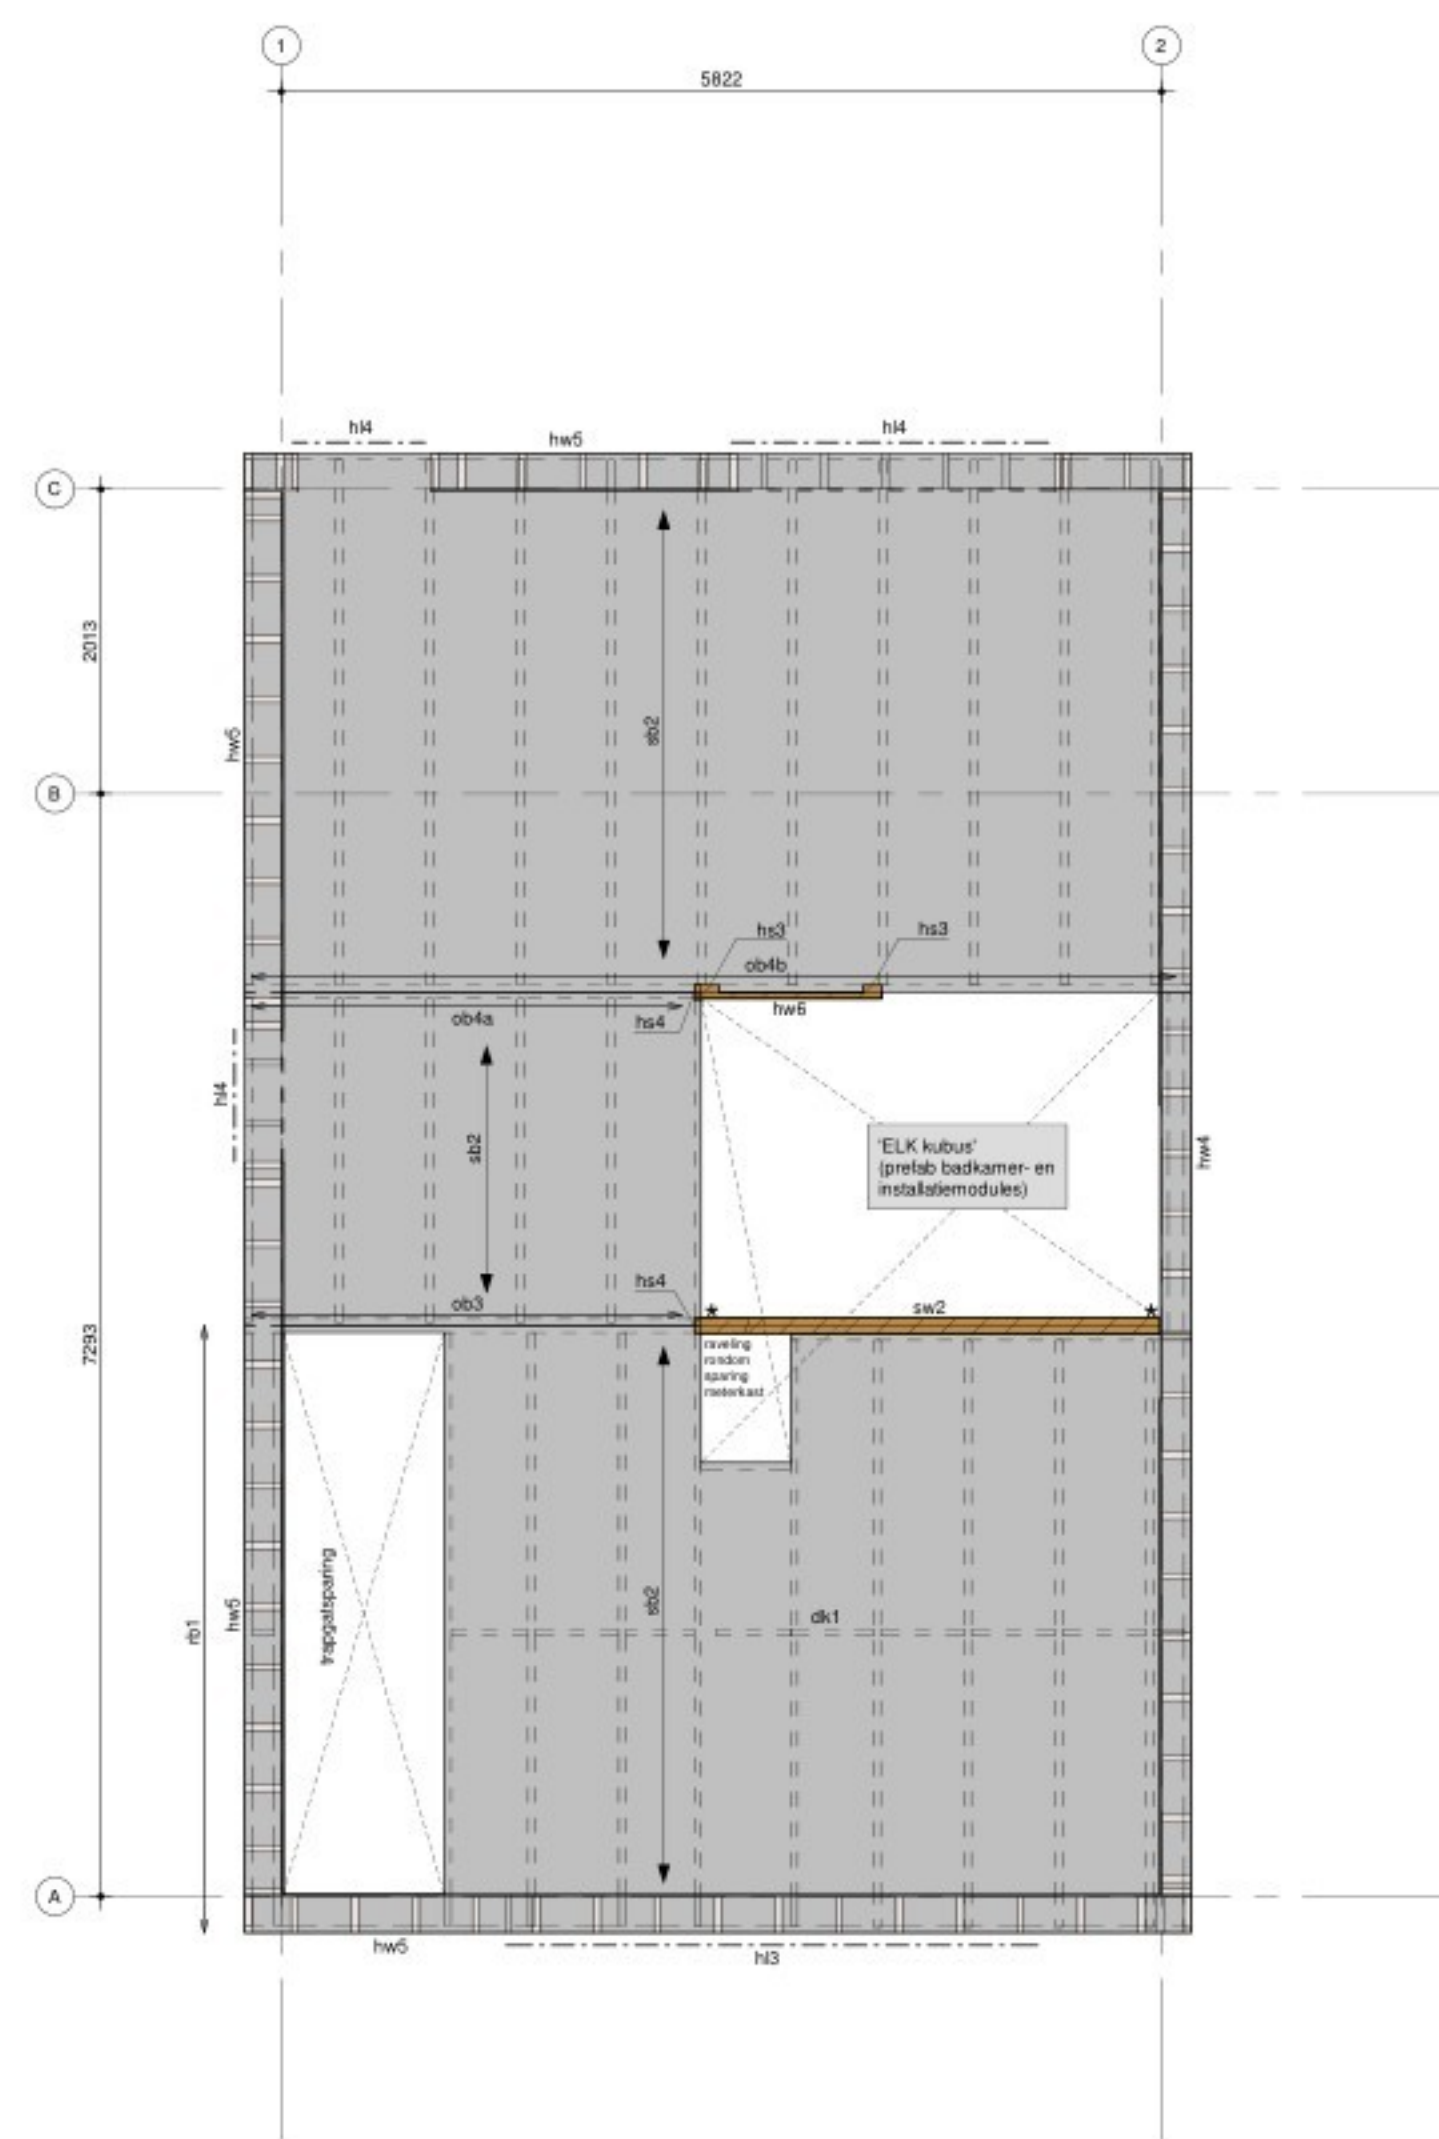 1
2
5822
hl4
hw5
hl4
C
2013
sb2
hw5
B
hs3
hs3
ob4b
ob4a
hs4
hw6
hl4
sb2
'ELK kubus'
(prefab badkamer- en
installatiemodules)
hw4
hs4
ob3
sw2
* *
7293
raveling
rondom
sparing
meterkast
trapgatsparing
sb2
dk1
rb1
hw5
A
hw5
hl3